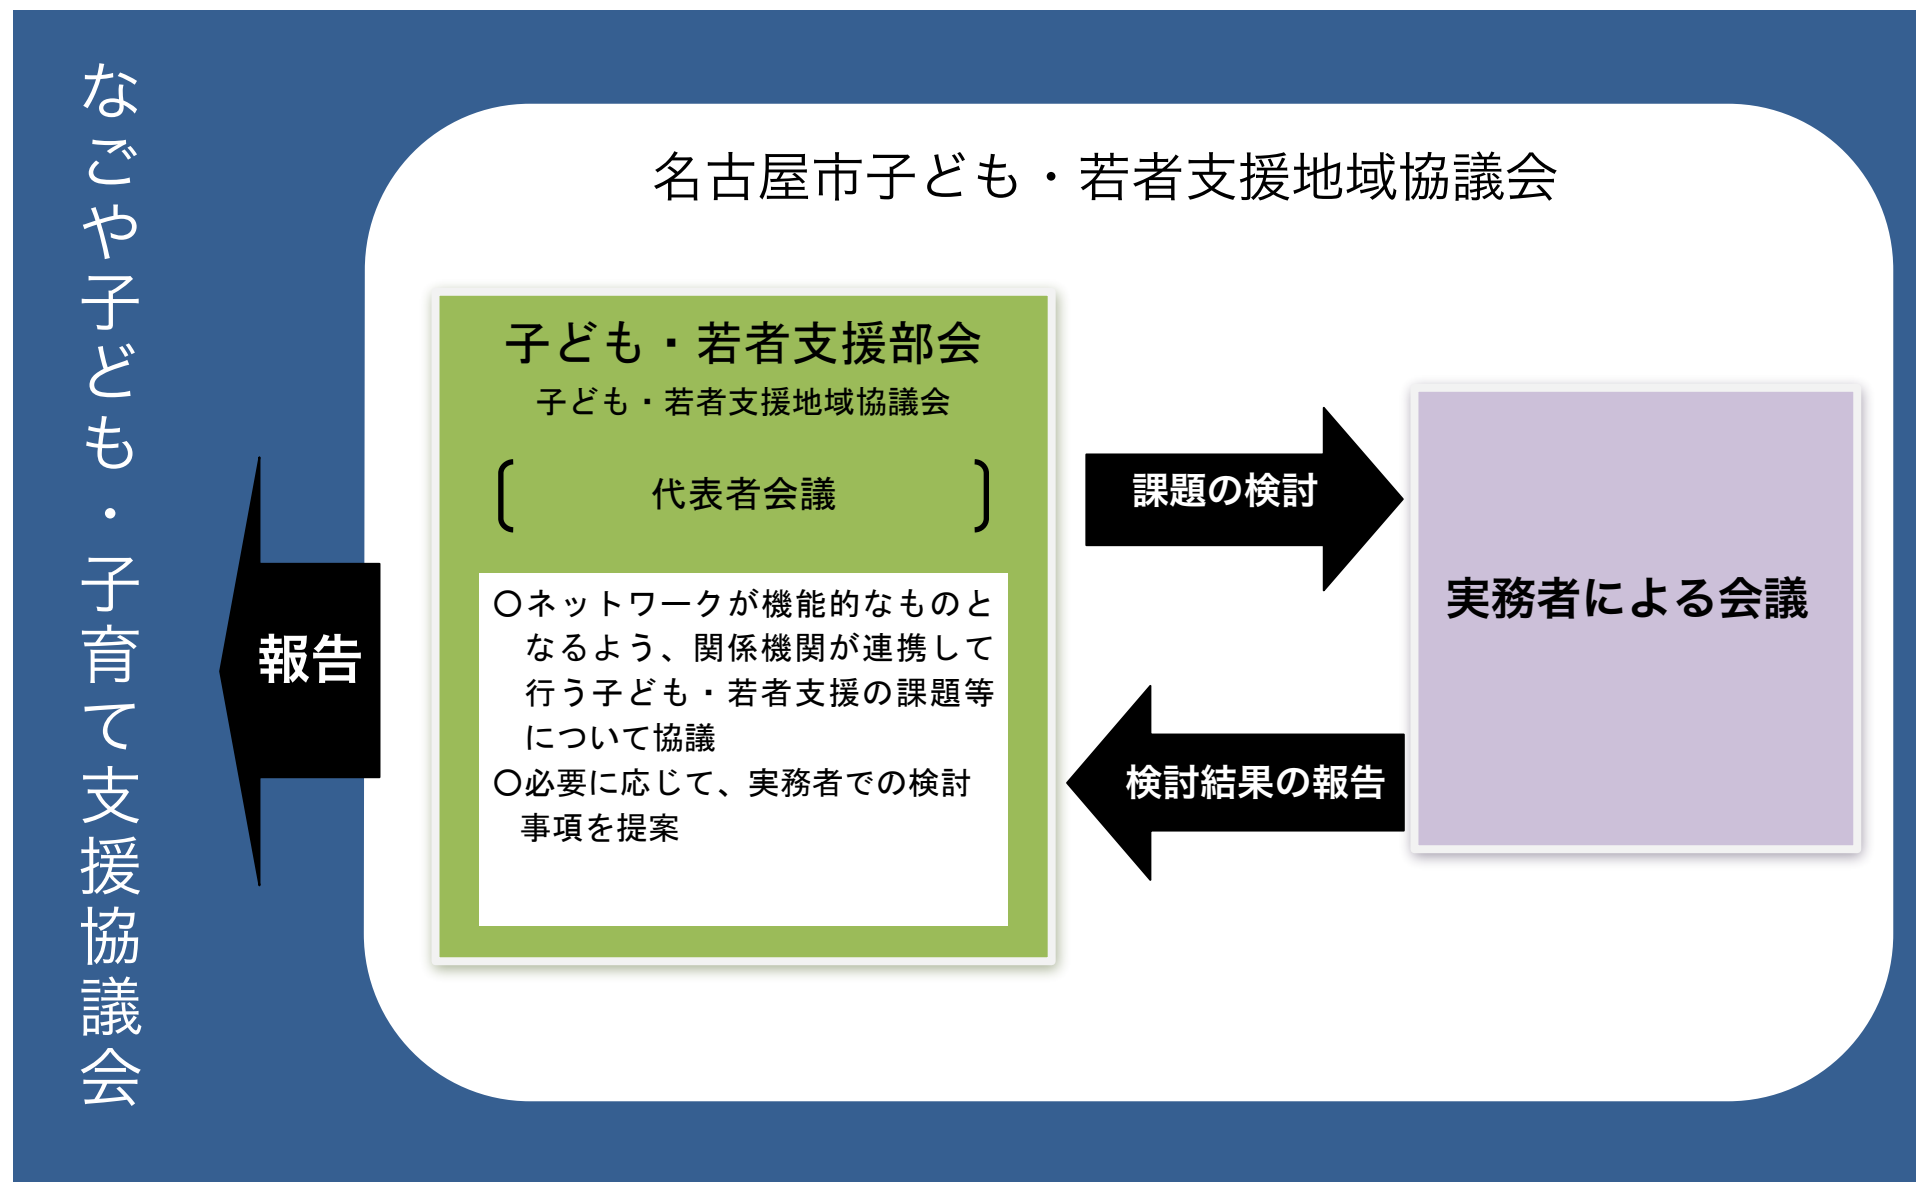 なごや子ども・子育て支援協議会
名古屋市子ども・若者支援地域協議会
子ども・若者支援部会
子ども・若者支援地域協議会
代表者会議
〇ネットワークが機能的なものと
なるよう、関係機関が連携して
行う子ども・若者支援の課題等
について協議
〇必要に応じて、実務者での検討
事項を提案
課題の検討
実務者による会議
検討結果の報告
報告